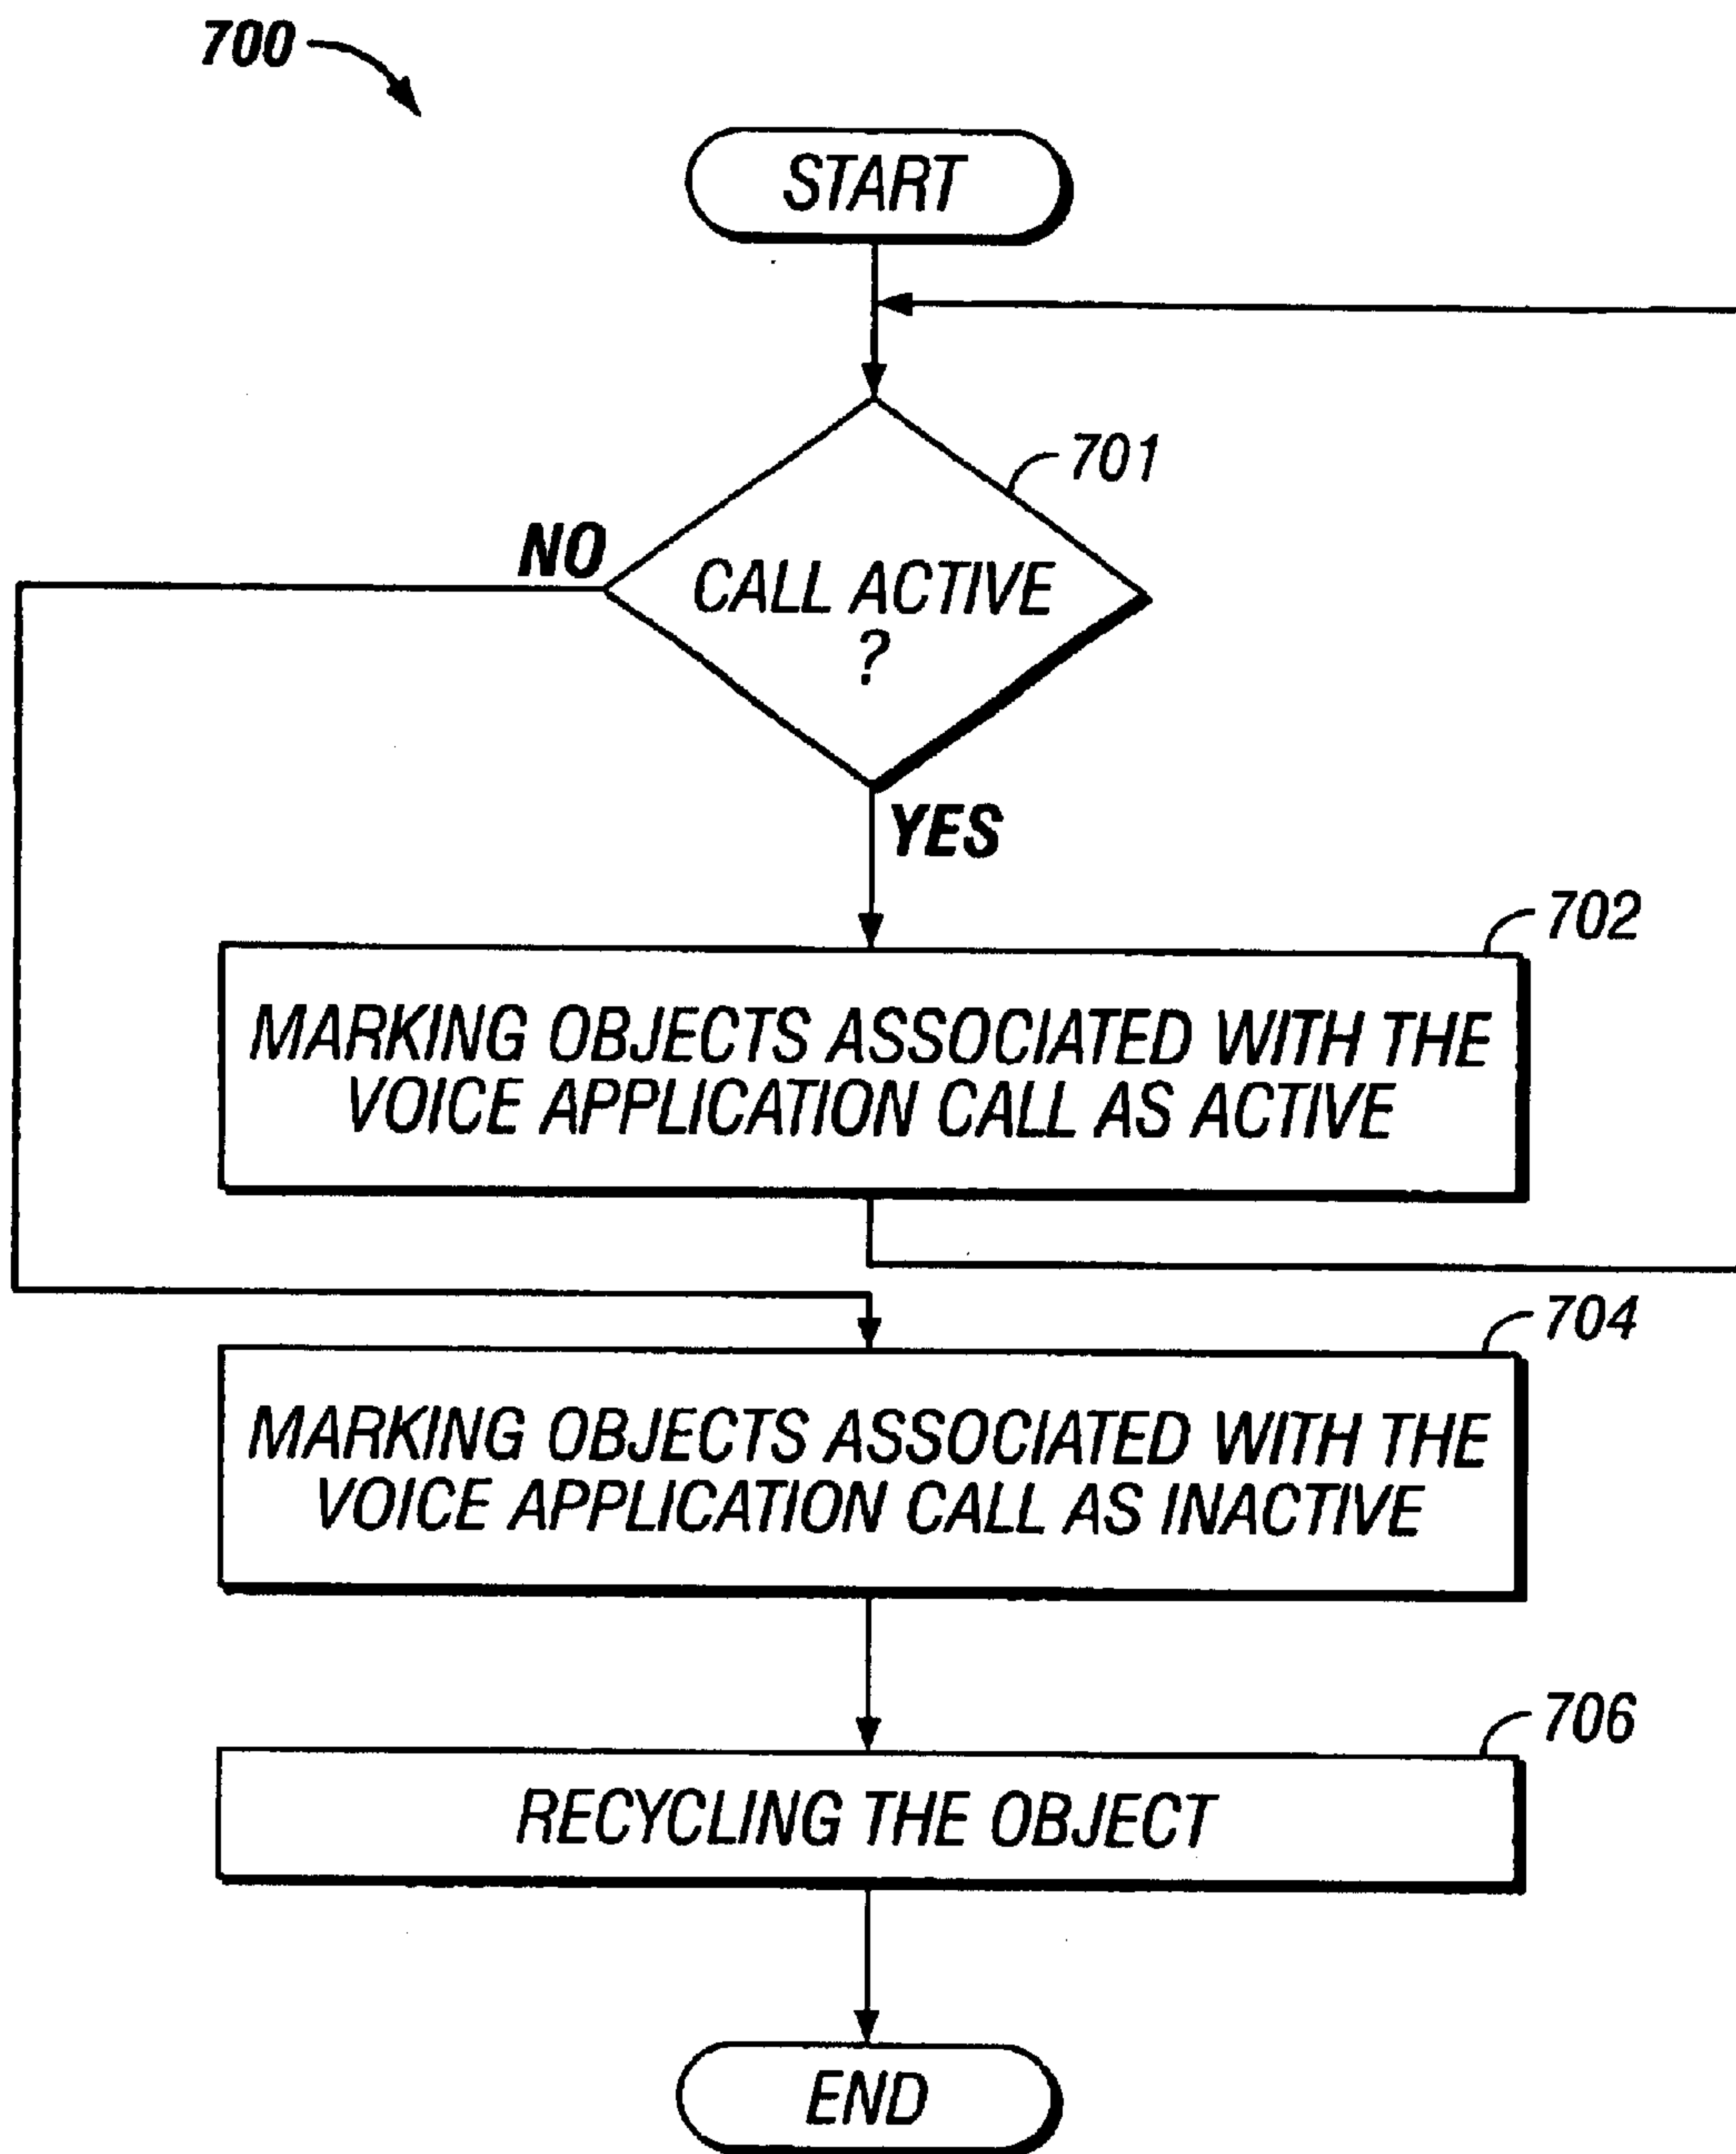 700
START
701
NO
CALL ACTIVE
?
YES
702
MARKING OBJECTS ASSOCIATED WITH THE
VOICE APPLICATION CALL AS ACTIVE
704
MARKING OBJECTS ASSOCIATED WITH THE
VOICE APPLICATION CALL AS INACTIVE
706
RECYCLING THE OBJECT
END